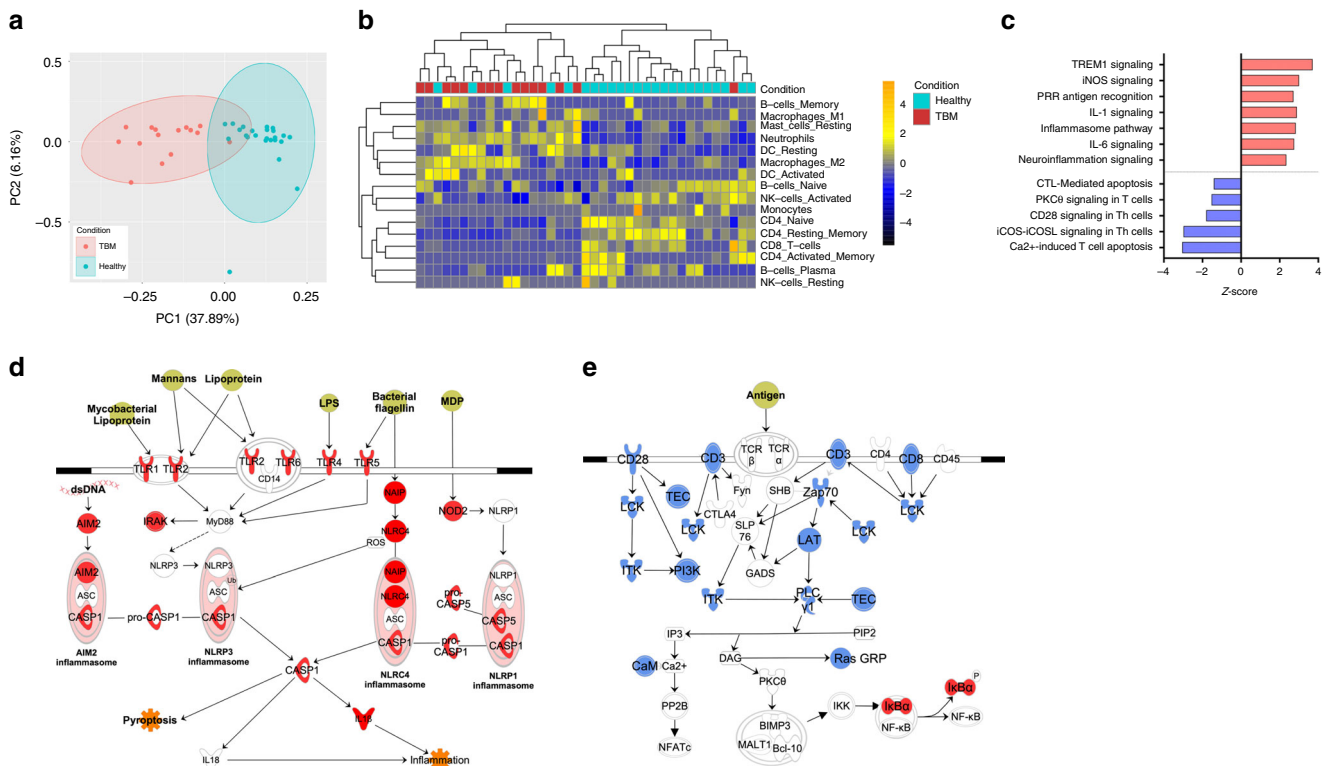 a
0.5
0.0
−0.5
PC2 (6.16%)
Condition
TBM
Healthy
−0.25
0.00
0.25
PC1 (37.89%)
b
Condition
B−cells_Memory
Macrophages_M1
Mast_cells_Resting
Neutrophils
DC_Resting
Macrophages_M2
DC_Activated
B−cells_Naive
NK−cells_Activated
Monocytes
CD4_Naive
CD4_Resting_Memory
CD8_T−cells
CD4_Activated_Memory
B−cells_Plasma
NK−cells_Resting
4
2
0
−2
−4
Condition
Healthy
TBM
c
TREM1 signaling
iNOS signaling
PRR antigen recognition
IL-1 signaling
Inflammasome pathway
IL-6 signaling
Neuroinflammation signaling
CTL-Mediated apoptosis
PKCθ signaling in T cells
CD28 signaling in Th cells
iCOS-iCOSL signaling in Th cells
Ca2+-induced T cell apoptosis
−4
−2
0
2
4
Z-score
d
Mannans
Lipoprotein
Mycobacterial
Lipoprotein
LPS
Bacterial
flagellin
MDP
TLR1
TLR2
TLR2
TLR6
CD14
TLR4
TLR5
dsDNA
AIM2
IRAK
MyD88
NAIP
NOD2
NLRP1
ROS
NLRC4
NLRP3
NLRP3
Ub
AIM2
ASC
CASP1
pro-CASP1
ASC
CASP1
NAIP
NLRC4
ASC
CASP1
pro-
CASP5
pro-
CASP1
NLRP1
ASC
CASP5
CASP1
AIM2
inflammasome
NLRP3
inflammasome
NLRC4
inflammasome
NLRP1
inflammasome
CASP1
Pyroptosis
IL1β
IL18
Inflammation
e
Antigen
CD28
CD3
TCR
β
TCR
α
CD3
CD4
CD8
CD45
LCK
TEC
Fyn
SHB
Zap70
LCK
CTLA4
LCK
SLP
76
LCK
LAT
ITK
PI3K
GADS
ITK
PLC
γ1
TEC
IP3
PIP2
CaM
Ca2+
DAG
Ras GRP
PKCθ
PP2B
IKK
IκBα
NF-κB
IκBα
P
NF-κB
BIMP3
MALT1
Bcl-10
NFATc